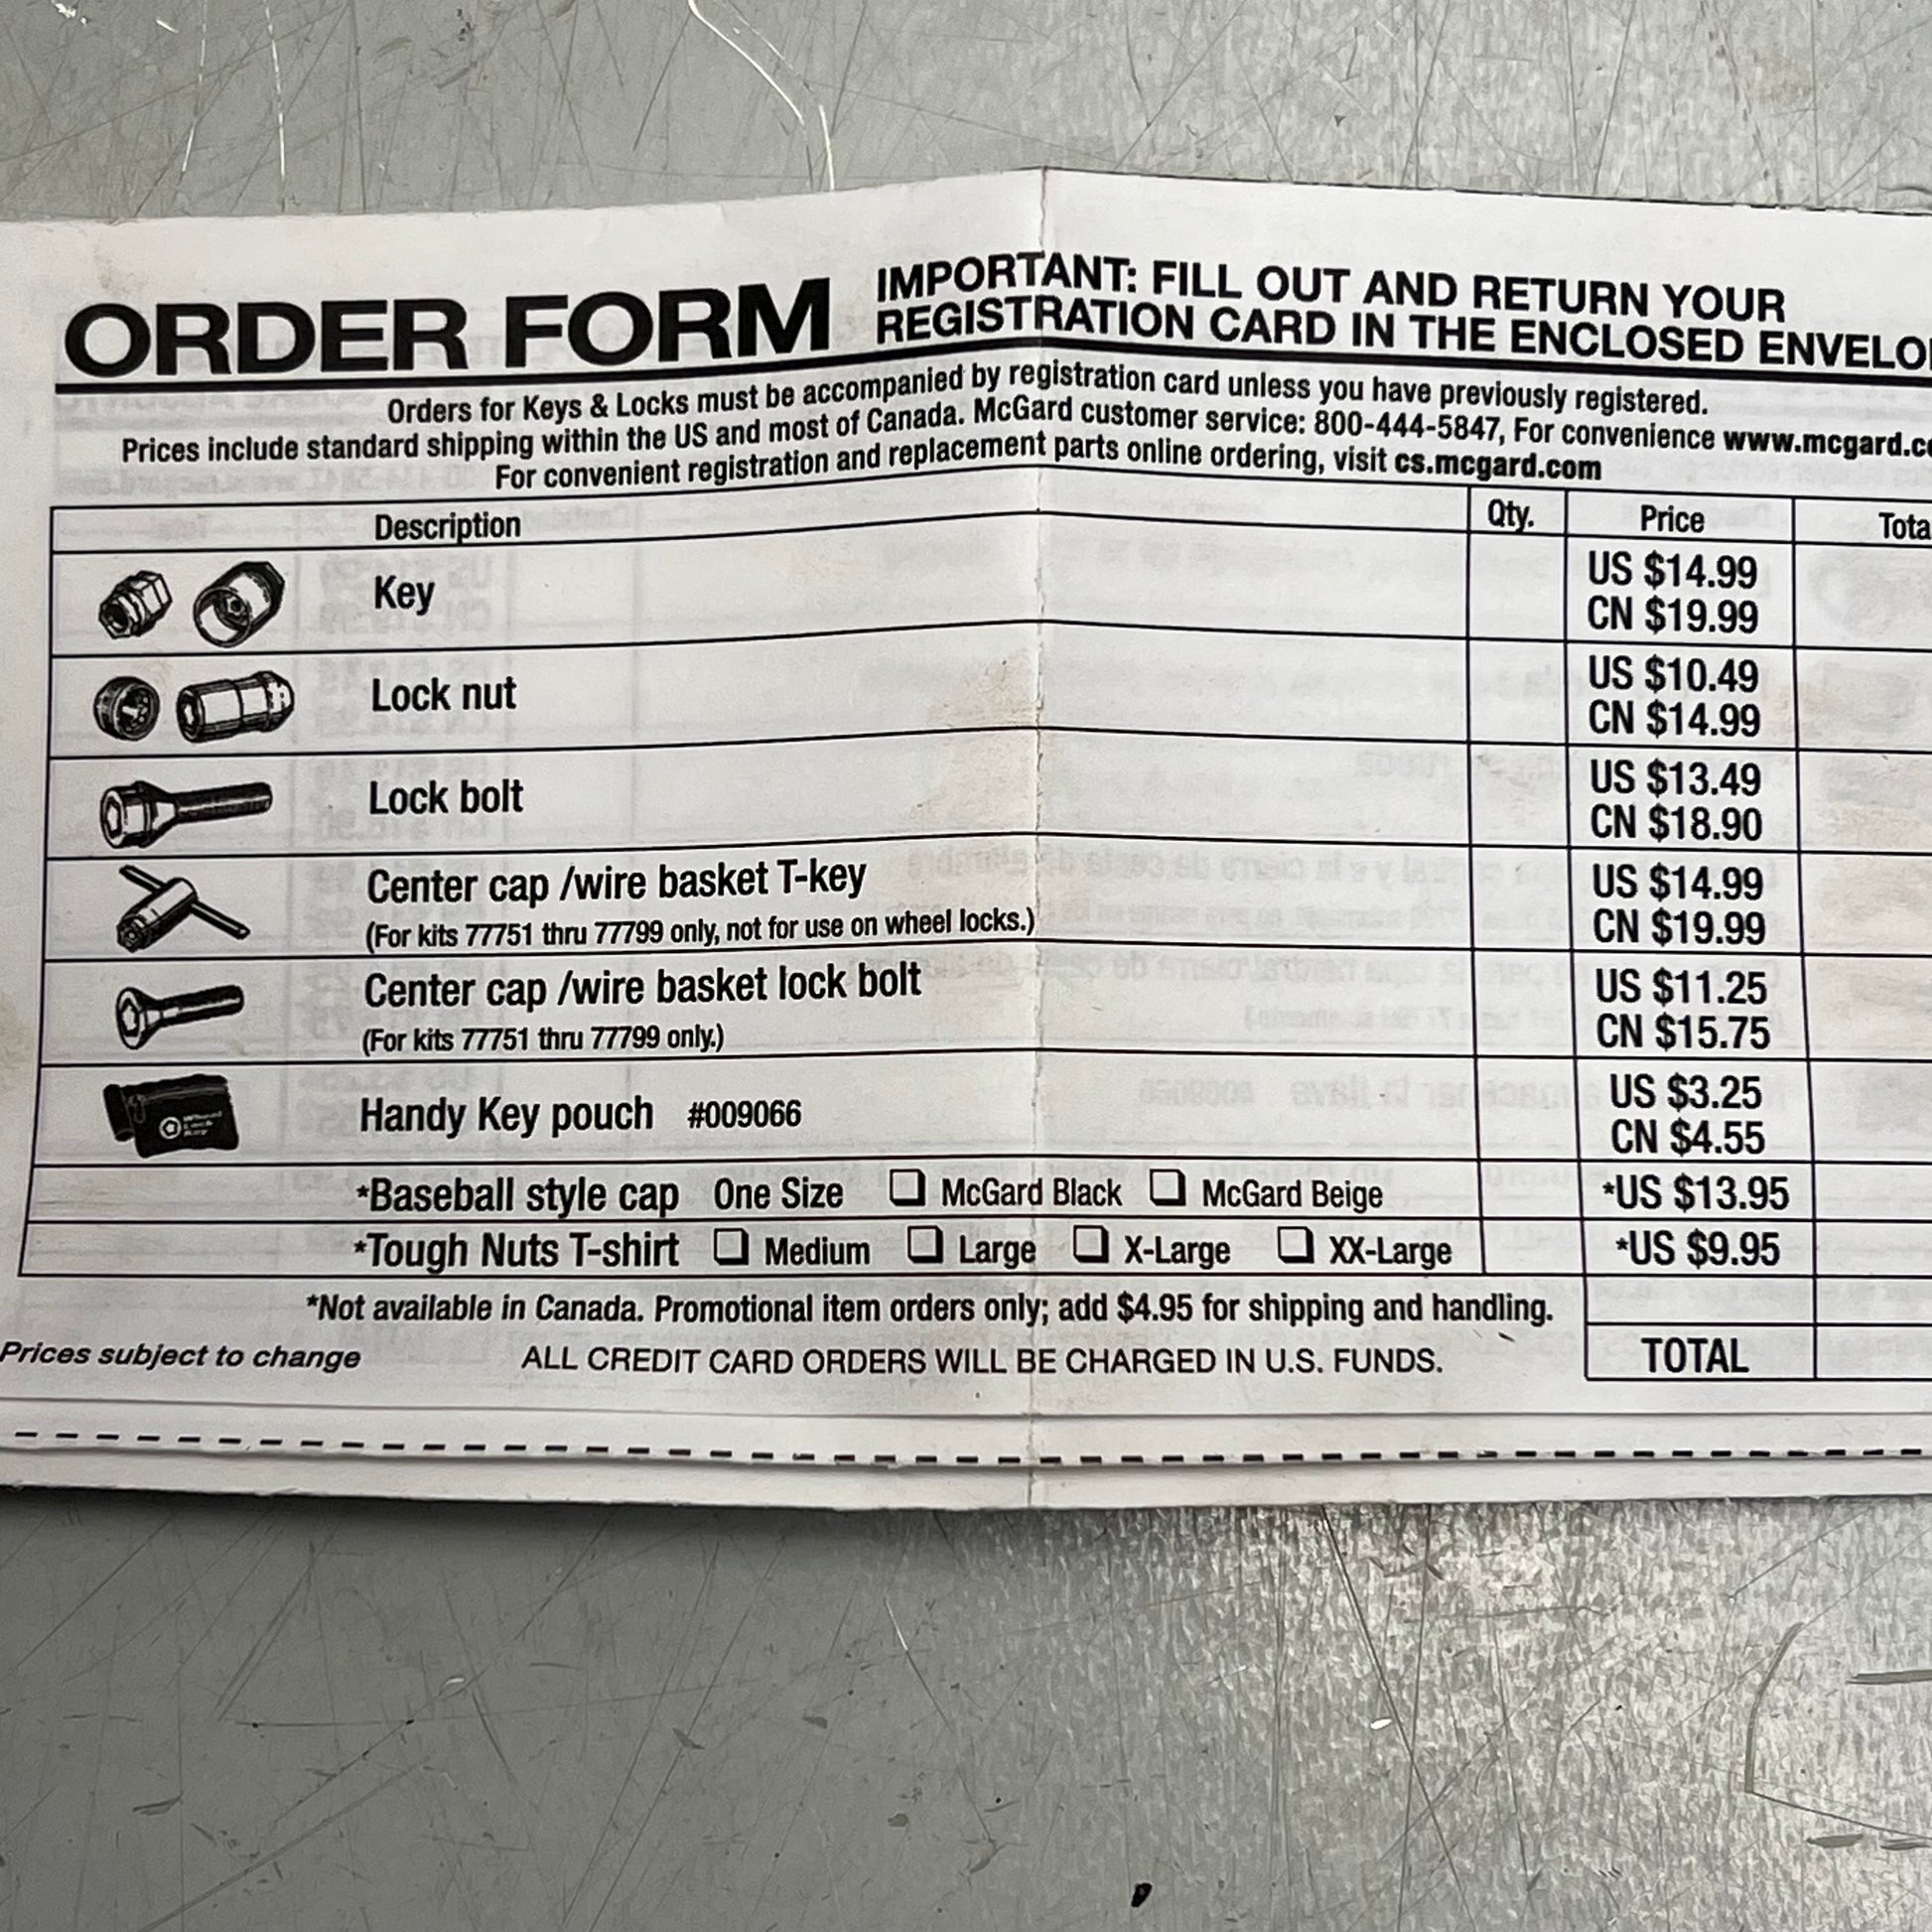 ORDER FORM
IMPORTANT: FILL OUT AND RETURN YOUR
REGISTRATION CARD IN THE ENCLOSED
Orders for Keys & Locks must be accompanied by registration card unless you have previously registered.
Prices include standard shipping within the US and most of Canada. McGard customer service: 800-444-5847, For convenience
For convenient registration and replacement parts online ordering, visit cs.mcgard.com
Description Qty. Price
Key US $14.99
CN $19.99
Lock nut US $10.49
CN $14.99
Lock bolt US $13.49
CN $18.90
Center cap /wire basket T-key US $14.99
(For kits 77751 thru 77799 only, not for use on wheel locks.) CN $19.99
Center cap /wire basket lock bolt US $11.25
(For kits 77751 thru 77799 only.) CN $15.75
Wheel
Lock
Key
Handy Key pouch #009066 US $3.25
CN $4.55
*Baseball style cap One Size McGard Black McGard Beige *US $13.95
*Tough Nuts T-shirt Medium Large X-Large XX-Large *US $9.95
*Not available in Canada. Promotional item orders only; add $4.95 for shipping and handling.
Prices subject to change ALL CREDIT CARD ORDERS WILL BE CHARGED IN U.S. FUNDS. TOTAL